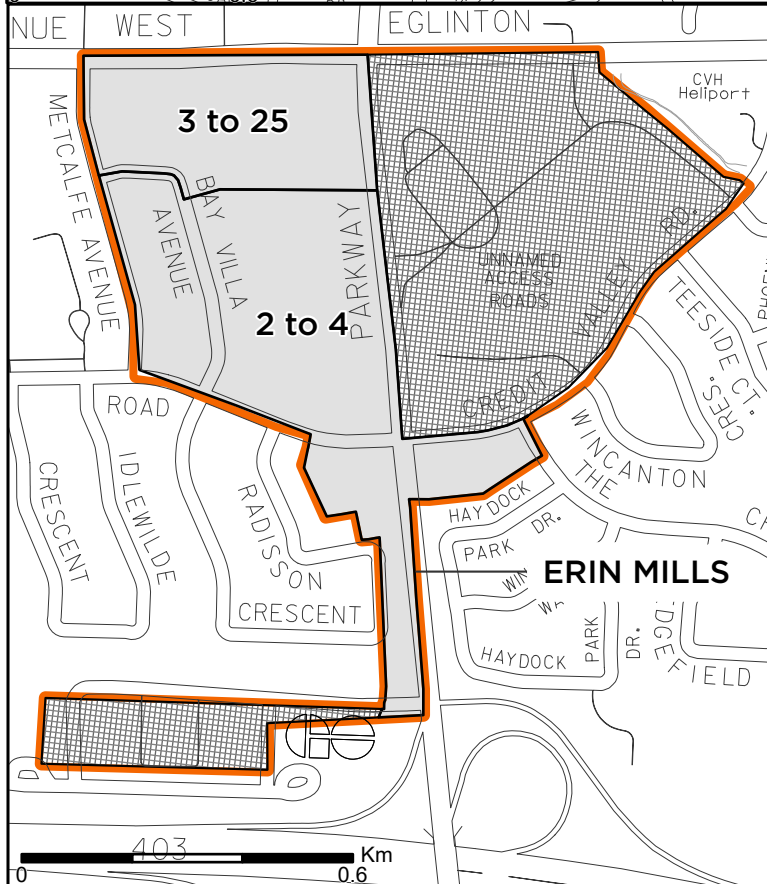 NUE WEST EGLINTON
CVH
Heliport
METCALFE AVENUE
3 to 25
BAY VILLA
AVENUE
PARKWAY
2 to 4
UNNAMED
ACCESS
ROADS
CREDIT VALLEY RD.
TEESIDE CT.
CRES.
ROAD
CRESCENT
IDLEWILDE
RADISSON
CRESCENT
WINCANTON
THE
HAYDOCK
PARK DR.
ERIN MILLS
HAYDOCK
PARK
DR.
EDGEFIELD
403
Km
0
0.6